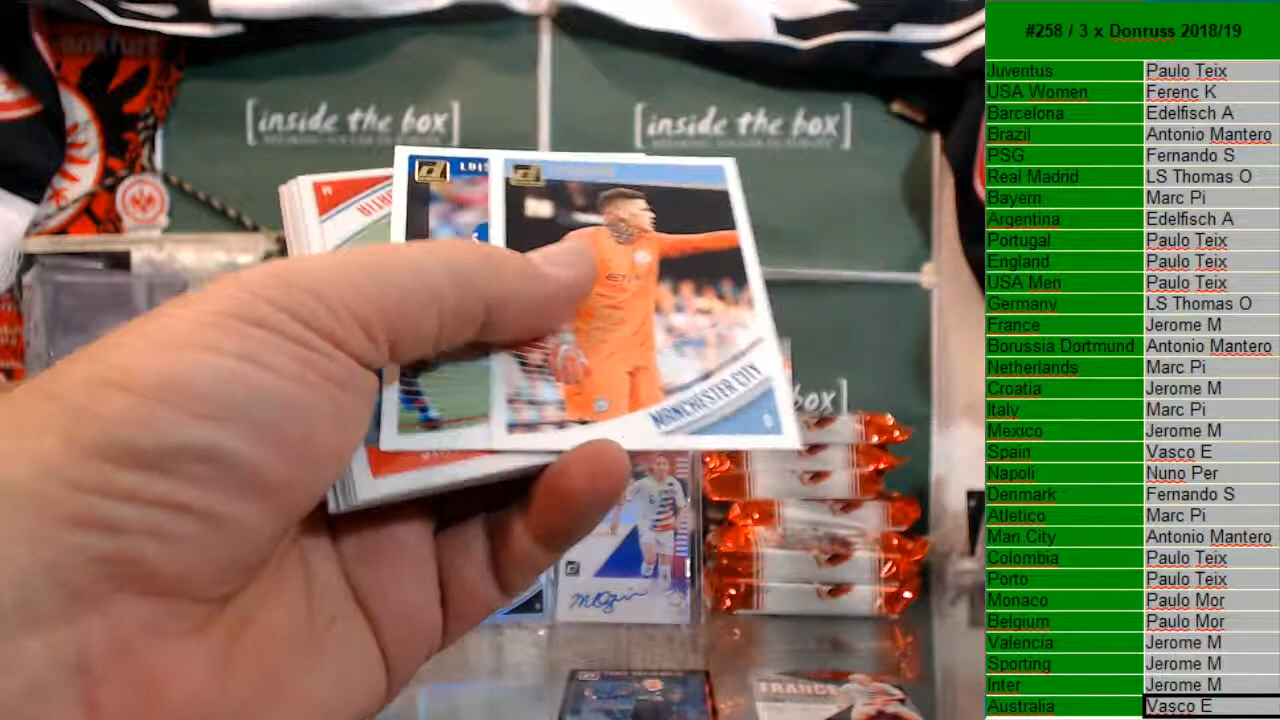 #258 / 3 x Donruss 2018/19
Juventus Paulo Teix
USA Women Ferenc K
Barcelona Edelfisch A
Brazil Antonio Mantero
PSG Fernando S
Real Madrid LS Thomas O
Bayern Marc Pi
Argentina Edelfisch A
Portugal Paulo Teix
England Paulo Teix
USA Men Paulo Teix
Germany LS Thomas O
France Jerome M
Borussia Dortmund Antonio Mantero
Netherlands Marc Pi
Croatia Jerome M
Italy Marc Pi
Mexico Jerome M
Spain Vasco E
Napoli Nuno Per
Denmark Fernando S
Atletico Marc Pi
Man City Antonio Mantero
Colombia Paulo Teix
Porto Paulo Teix
Monaco Paulo Mor
Belgium Paulo Mor
Valencia Jerome M
Sporting Jerome M
Inter Jerome M
Australia Vasco E
[inside the box]
[inside the box]
box]
MANCHESTER CITY
FRANCE